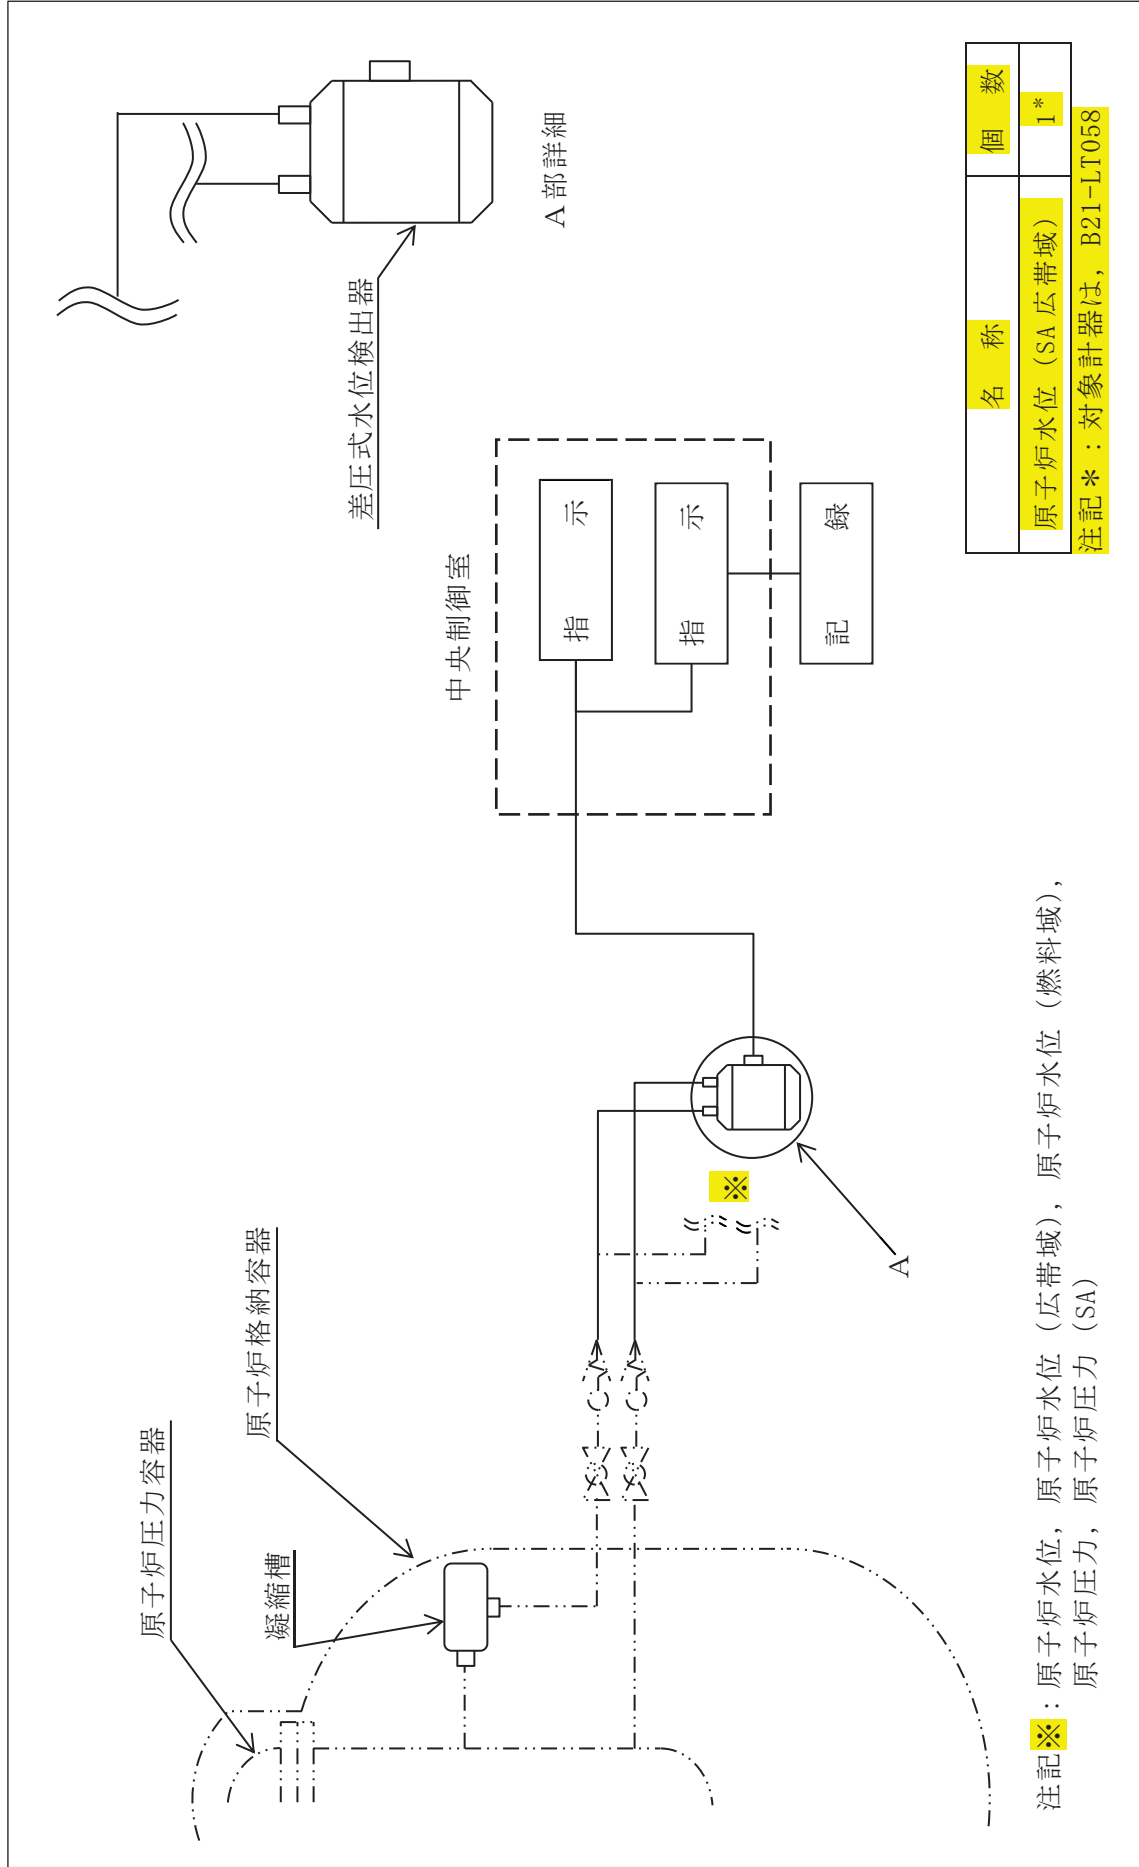 原子炉圧力容器
原子炉格納容器
凝縮槽
中央制御室
指示
指示
記録
差圧式水位検出器
A部詳細
※
A
名称 個数
原子炉水位（SA広帯域） 1*
注記＊：対象計器は，B21-LT058
注記※：原子炉水位，原子炉水位（広帯域），原子炉水位（燃料域），
原子炉圧力，原子炉圧力（SA）